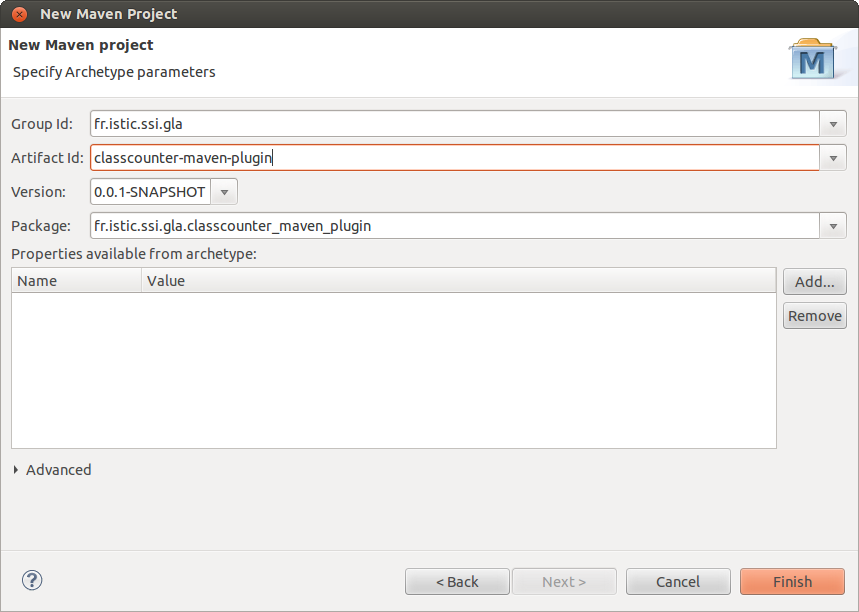 New Maven Project
New Maven project
Specify Archetype parameters
M
Group Id: fr.istic.ssi.gla
Artifact Id: classcounter-maven-plugin
Version: 0.0.1-SNAPSHOT
Package: fr.istic.ssi.gla.classcounter_maven_plugin
Properties available from archetype:
Name Value
Add...
Remove
Advanced
? < Back Next > Cancel Finish